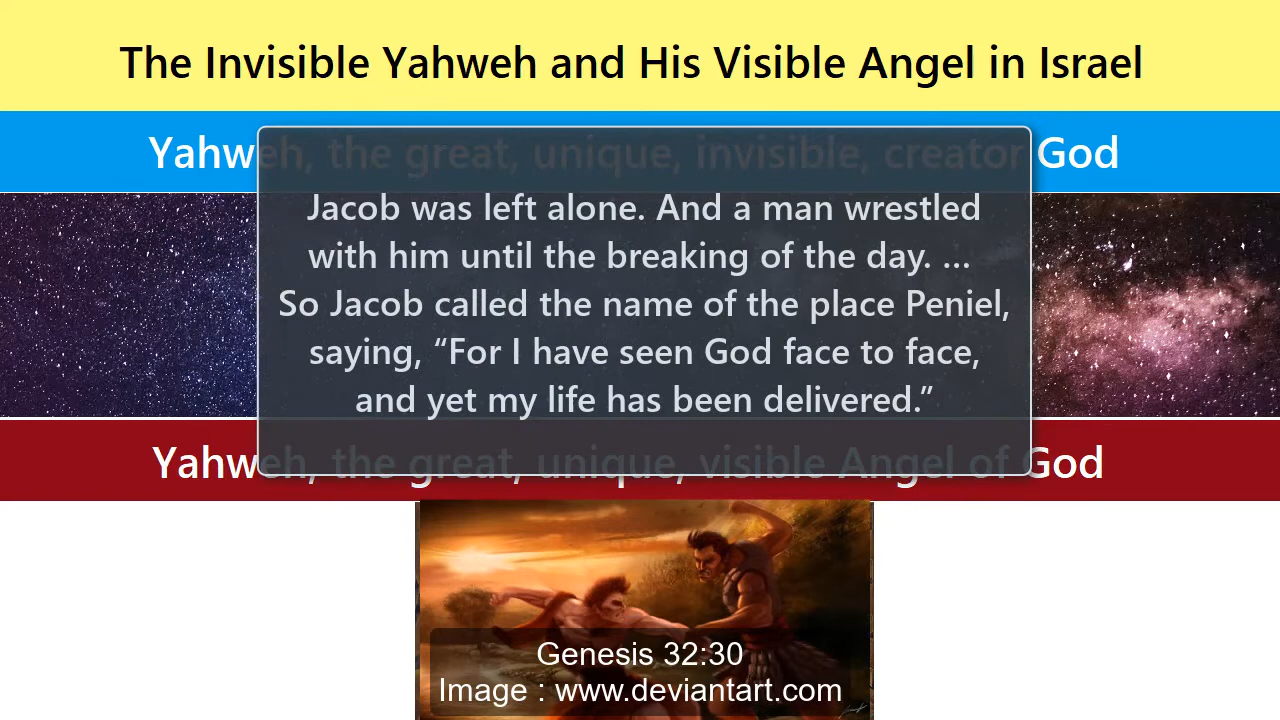 The Invisible Yahweh and His Visible Angel in Israel
Yahweh, the great, unique, invisible, creator God
Jacob was left alone. And a man wrestled
with him until the breaking of the day. …
So Jacob called the name of the place Peniel,
saying, “For I have seen God face to face,
and yet my life has been delivered.”
Yahweh, the great, unique, visible Angel of God
Genesis 32:30
Image : www.deviantart.com